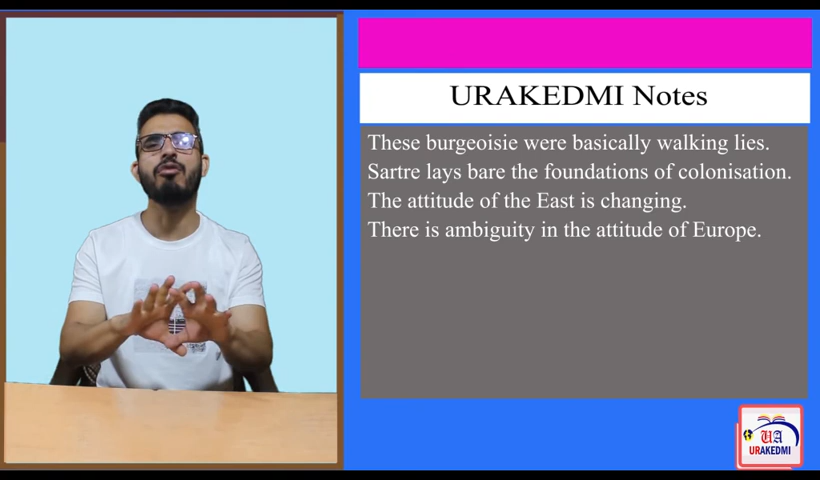 URAKEDMI Notes
These burgeoisie were basically walking lies.
Sartre lays bare the foundations of colonisation.
The attitude of the East is changing.
There is ambiguity in the attitude of Europe.
UA
URAKEDMI